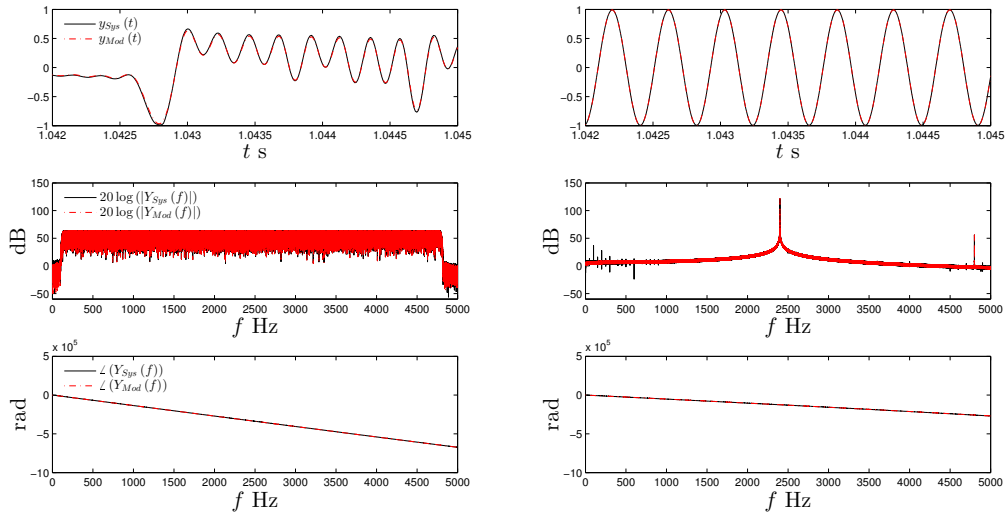 1
0.5
0
−0.5
−1
1.042 1.0425 1.043 1.0435 1.044 1.0445 1.045
t s
y_Sys (t)
y_Mod (t)
1
0.5
0
−0.5
−1
1.042 1.0425 1.043 1.0435 1.044 1.0445 1.045
t s
150
100
50
0
−50
dB
20 log (|Y_Sys (f)|)
20 log (|Y_Mod (f)|)
0 500 1000 1500 2000 2500 3000 3500 4000 4500 5000
f Hz
150
100
50
0
−50
dB
0 500 1000 1500 2000 2500 3000 3500 4000 4500 5000
f Hz
x 10^5
5
0
−5
−10
rad
∠ (Y_Sys (f))
∠ (Y_Mod (f))
0 500 1000 1500 2000 2500 3000 3500 4000 4500 5000
f Hz
x 10^5
5
0
−5
−10
rad
0 500 1000 1500 2000 2500 3000 3500 4000 4500 5000
f Hz